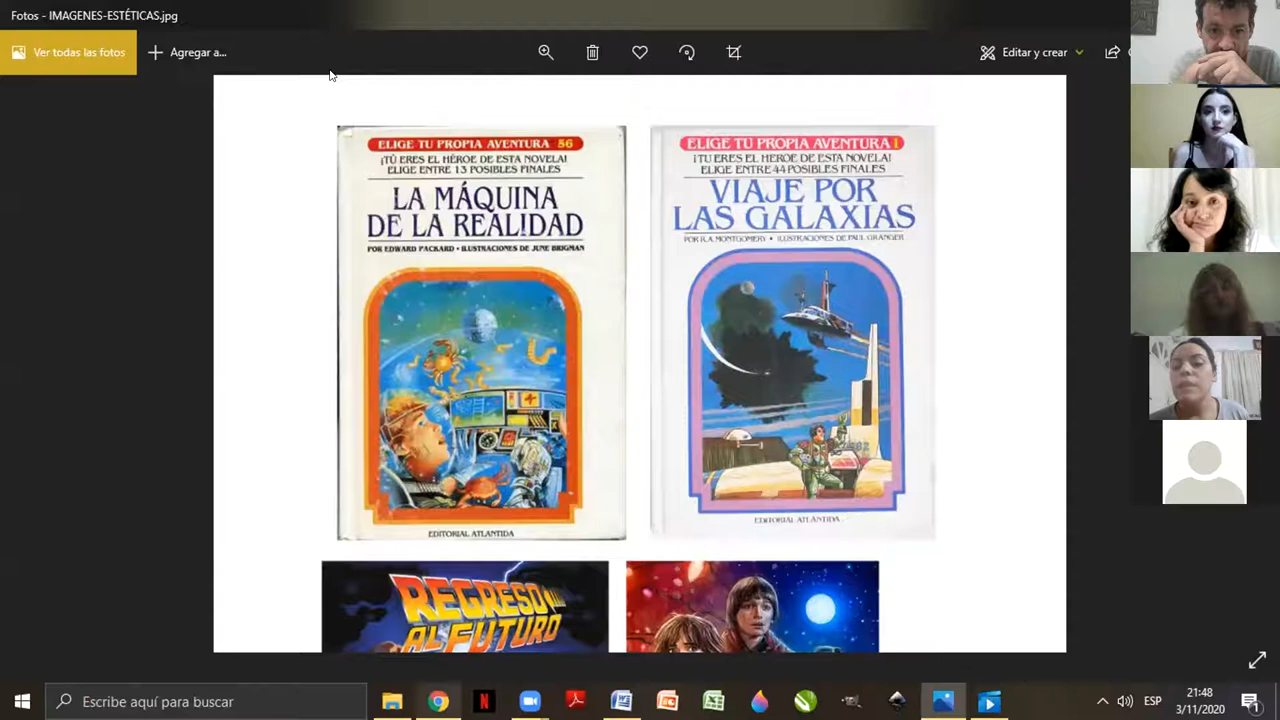 Fotos - IMAGENES-ESTÉTICAS.jpg
Ver todas las fotos
Agregar a...
Editar y crear
ELIGE TU PROPIA AVENTURA 56
¡TÚ ERES EL HÉROE DE ESTA NOVELA!
ELIGE ENTRE 13 POSIBLES FINALES
LA MÁQUINA
DE LA REALIDAD
POR EDWARD PACKARD • ILUSTRACIONES DE JUNE BRIGMAN
EDITORIAL ATLANTIDA
ELIGE TU PROPIA AVENTURA 1
¡TU ERES EL HEROE DE ESTA NOVELA!
ELIGE ENTRE 44 POSIBLES FINALES
VIAJE POR
LAS GALAXIAS
POR R.A. MONTGOMERY • ILUSTRACIONES DE PAUL GRANGER
EDITORIAL ATLÁNTIDA
REGRESO
AL FUTURO
Escribe aquí para buscar
ESP
21:48
3/11/2020